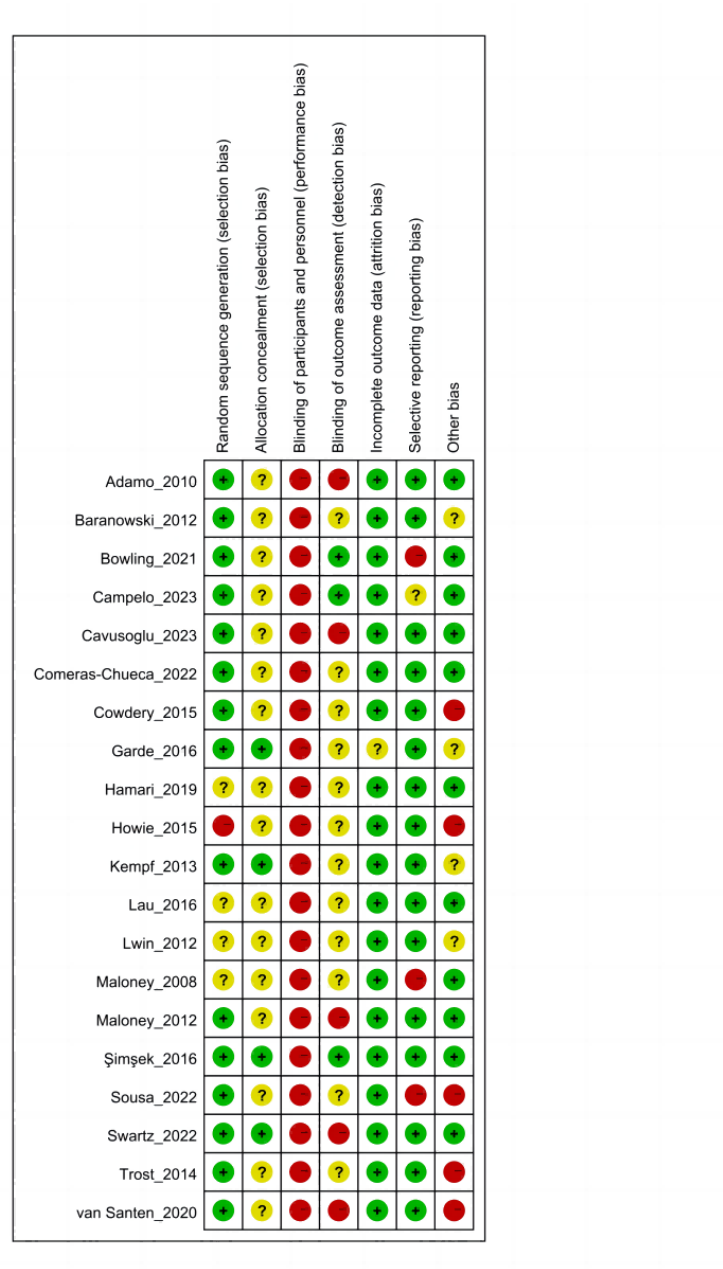 Random sequence generation (selection bias)
Allocation concealment (selection bias)
Blinding of participants and personnel (performance bias)
Blinding of outcome assessment (detection bias)
Incomplete outcome data (attrition bias)
Selective reporting (reporting bias)
Other bias
Adamo_2010 + ? - - + + +
Baranowski_2012 + ? - ? + + ?
Bowling_2021 + ? - + + - +
Campelo_2023 + ? - + + ? +
Cavusoglu_2023 + ? - - + + +
Comeras-Chueca_2022 + ? - ? + + +
Cowdery_2015 + ? - ? + + -
Garde_2016 + + - ? ? + ?
Hamari_2019 ? ? - ? + + +
Howie_2015 - ? - ? + + -
Kempf_2013 + + - ? + + ?
Lau_2016 ? ? - ? + + +
Lwin_2012 ? ? - ? + + ?
Maloney_2008 ? ? - ? + - +
Maloney_2012 + ? - - + + +
Şimşek_2016 + + - + + + +
Sousa_2022 + ? - ? + - -
Swartz_2022 + + - - + + +
Trost_2014 + ? - ? + + -
van Santen_2020 + ? - - + + -